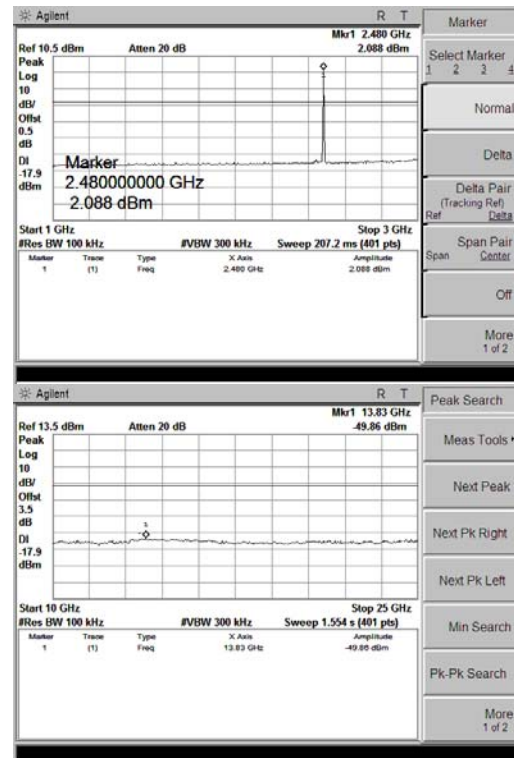 Agilent R T
Mkr1 2.480 GHz
Ref 10.5 dBm Atten 20 dB 2.088 dBm
Peak
Log
10
dB/
Offst
0.5
dB
DI
-17.9
dBm
Marker
2.480000000 GHz
2.088 dBm
1
Start 1 GHz Stop 3 GHz
#Res BW 100 kHz #VBW 300 kHz Sweep 207.2 ms (401 pts)
Marker Trace Type X Axis Amplitude
1 (1) Freq 2.480 GHz 2.088 dBm
Marker
Select Marker
1 2 3 4
Normal
Delta
Delta Pair
(Tracking Ref)
Ref Delta
Span Pair
Span Center
Off
More
1 of 2
Agilent R T
Mkr1 13.83 GHz
Ref 13.5 dBm Atten 20 dB -49.86 dBm
Peak
Log
10
dB/
Offst
3.5
dB
DI
-17.9
dBm
1
Start 10 GHz Stop 25 GHz
#Res BW 100 kHz #VBW 300 kHz Sweep 1.554 s (401 pts)
Marker Trace Type X Axis Amplitude
1 (1) Freq 13.83 GHz -49.86 dBm
Peak Search
Meas Tools
Next Peak
Next Pk Right
Next Pk Left
Min Search
Pk-Pk Search
More
1 of 2